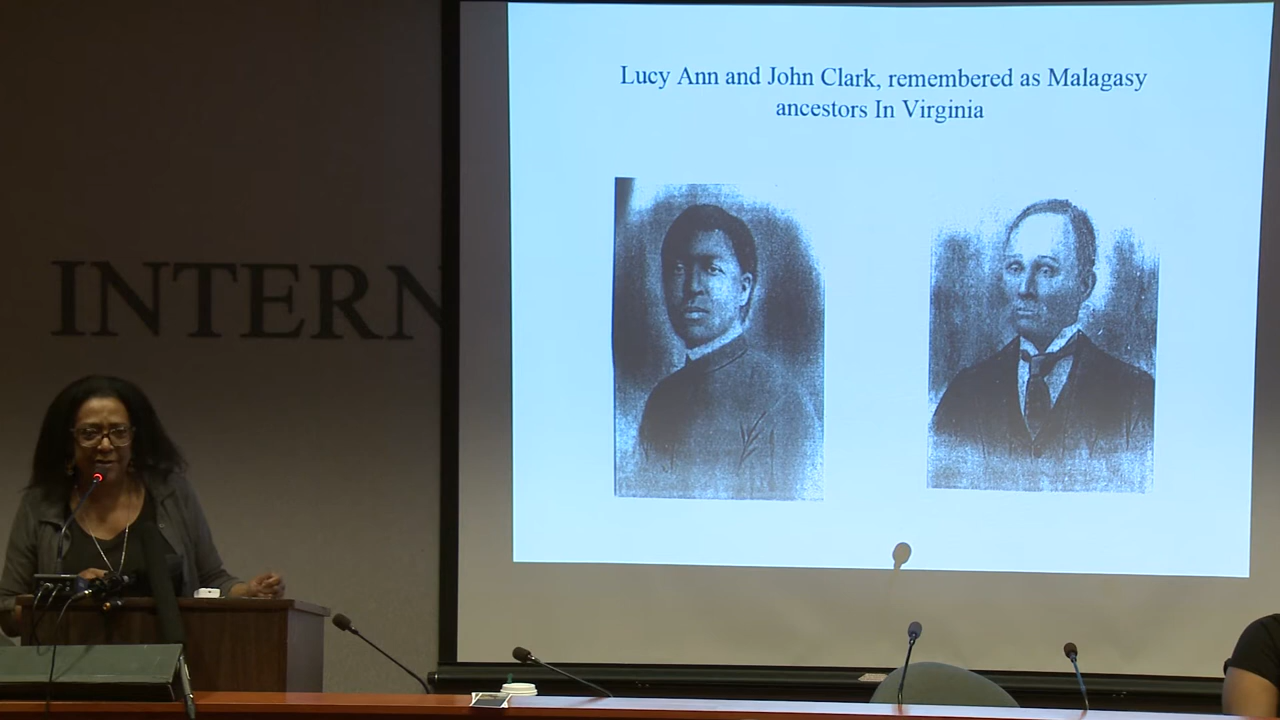 Lucy Ann and John Clark, remembered as Malagasy
ancestors In Virginia
INTERN